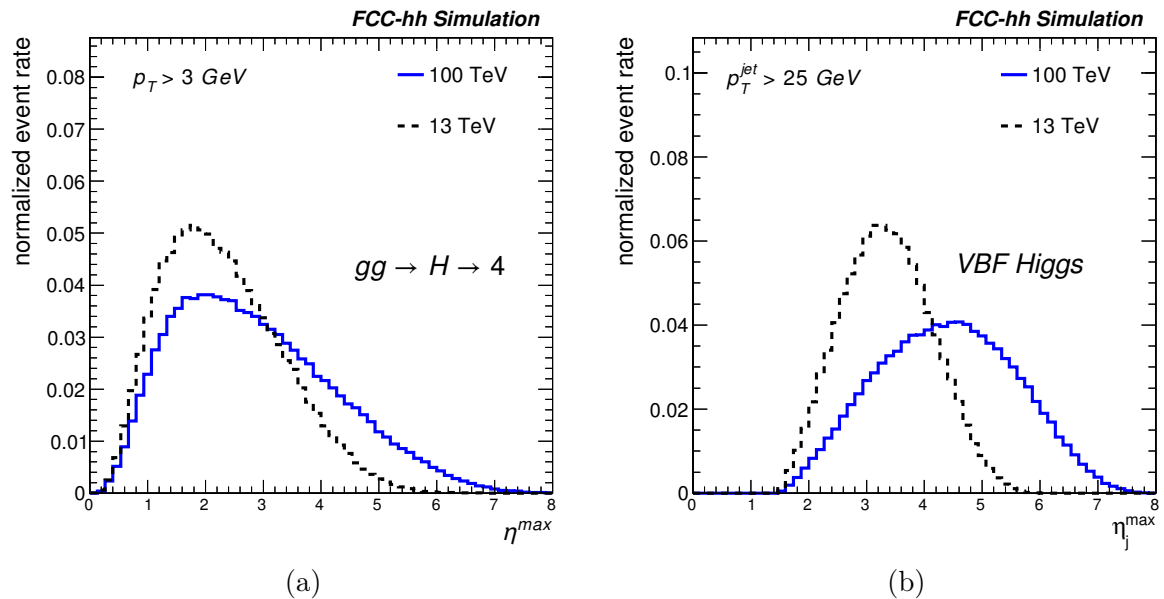 FCC-hh Simulation
normalized event rate
p_T > 3 GeV
100 TeV
13 TeV
gg → H → 4
0.08
0.07
0.06
0.05
0.04
0.03
0.02
0.01
0
0 1 2 3 4 5 6 7 8
η^max
(a)
FCC-hh Simulation
normalized event rate
p_T^jet > 25 GeV
100 TeV
13 TeV
VBF Higgs
0.1
0.08
0.06
0.04
0.02
0
0 1 2 3 4 5 6 7 8
η_j^max
(b)